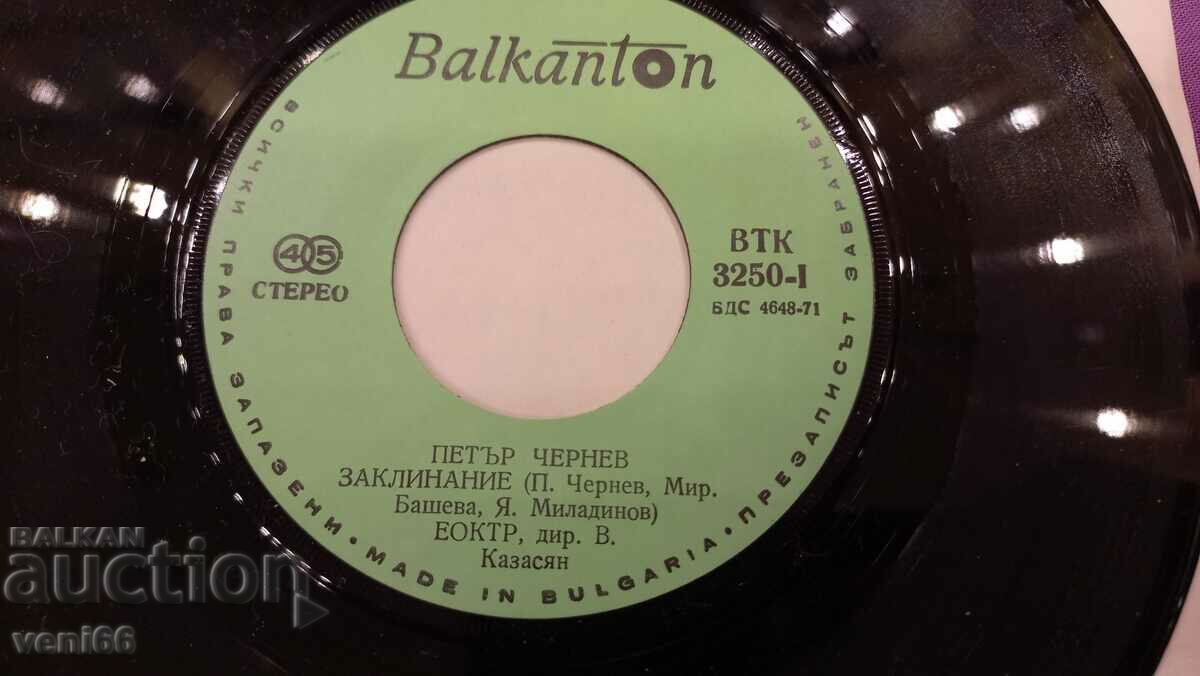 Balkanton
ВСИЧКИ ПРАВА ЗАПАЗЕНИ • MADE IN BULGARIA • ПРЕЗАПИСЪТ ЗАБРАНЕН
45
СТЕРЕО
ВТК
3250-I
БДС 4648-71
ПЕТЪР ЧЕРНЕВ
ЗАКЛИНАНИЕ (П. Чернев, Мир.
Башева, Я. Миладинов)
ЕОКТР, дир. В.
Казасян
BALKAN
auction
veni66